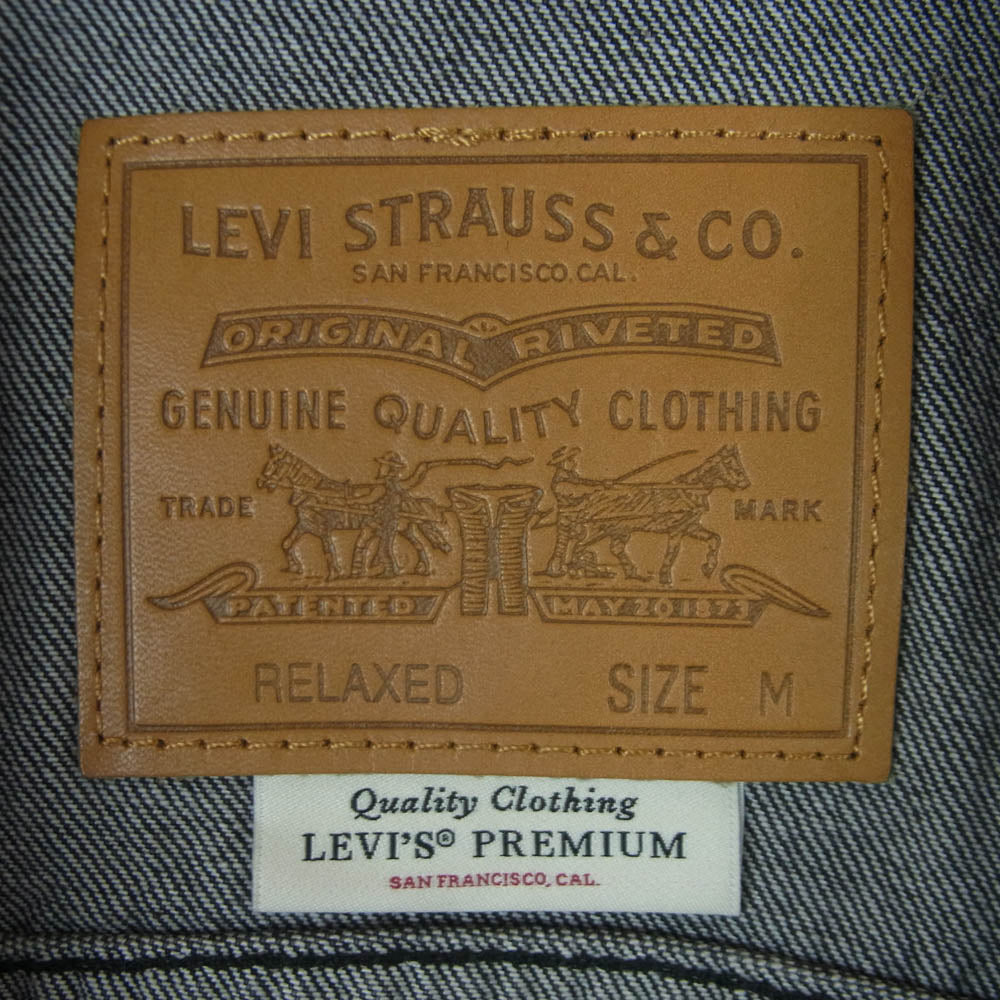 LEVI STRAUSS & CO.
SAN FRANCISCO.CAL.
ORIGINAL RIVETED
GENUINE QUALITY CLOTHING
TRADE MARK
PATENTED MAY 20 1873
RELAXED SIZE M
Quality Clothing
LEVI'S® PREMIUM
SAN FRANCISCO, CAL.